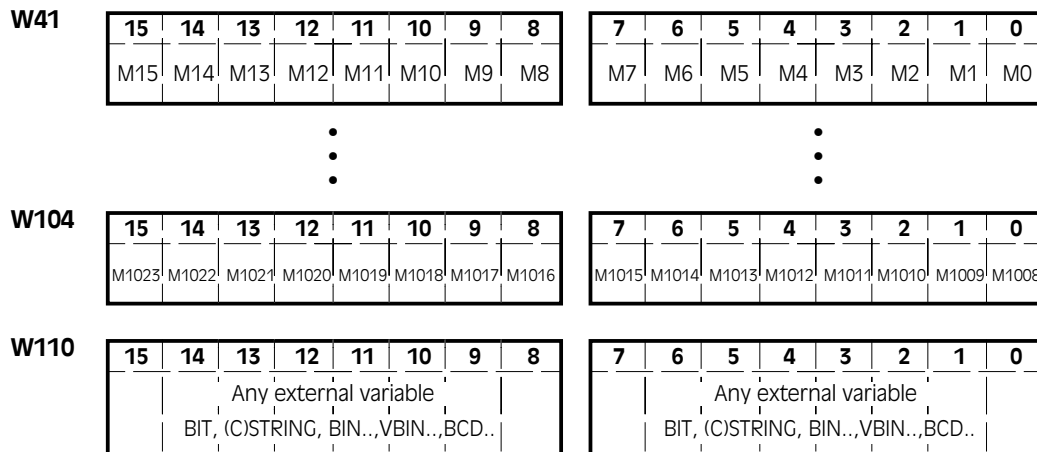 W41
15 14 13 12 11 10 9 8 7 6 5 4 3 2 1 0
M15 M14 M13 M12 M11 M10 M9 M8 M7 M6 M5 M4 M3 M2 M1 M0
W104
15 14 13 12 11 10 9 8 7 6 5 4 3 2 1 0
M1023 M1022 M1021 M1020 M1019 M1018 M1017 M1016 M1015 M1014 M1013 M1012 M1011 M1010 M1009 M1008
W110
15 14 13 12 11 10 9 8 7 6 5 4 3 2 1 0
Any external variable Any external variable
BIT, (C)STRING, BIN..,VBIN..,BCD.. BIT, (C)STRING, BIN..,VBIN..,BCD..